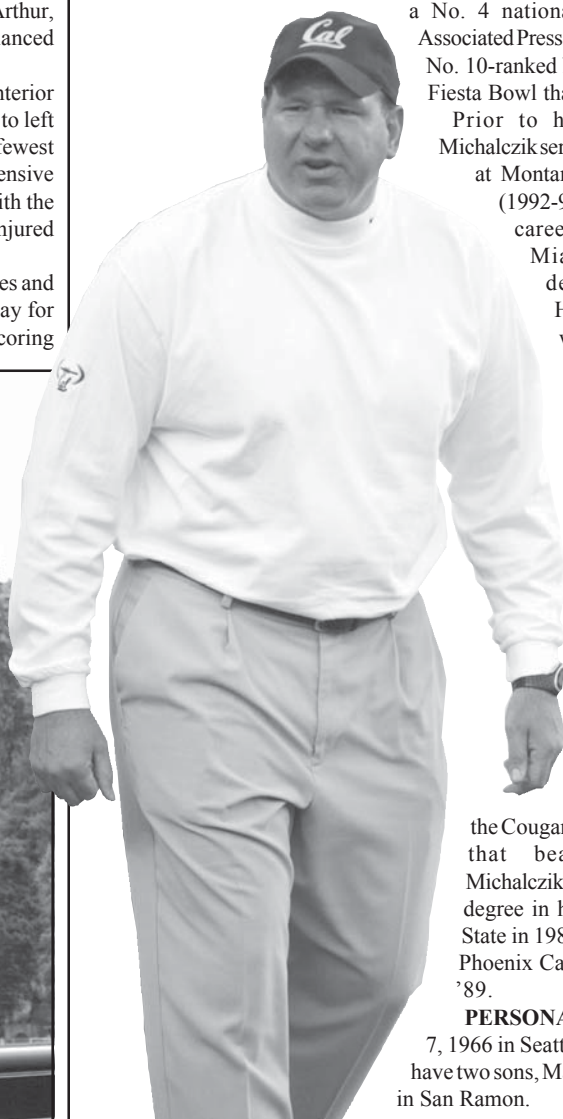 Arthur,
anced
nterior
to left
fewest
ensive
ith the
njured
es and
ay for
coring
Cal
a No. 4 nationa
Associated Press
No. 10-ranked
Fiesta Bowl tha
Prior to h
Michalczik ser
at Montan
(1992-9
caree
Mia
de
H
the Cougar
that bea
Michalczik
degree in h
State in 198
Phoenix Ca
’89.
PERSONA
7, 1966 in Seatt
have two sons, M
in San Ramon.